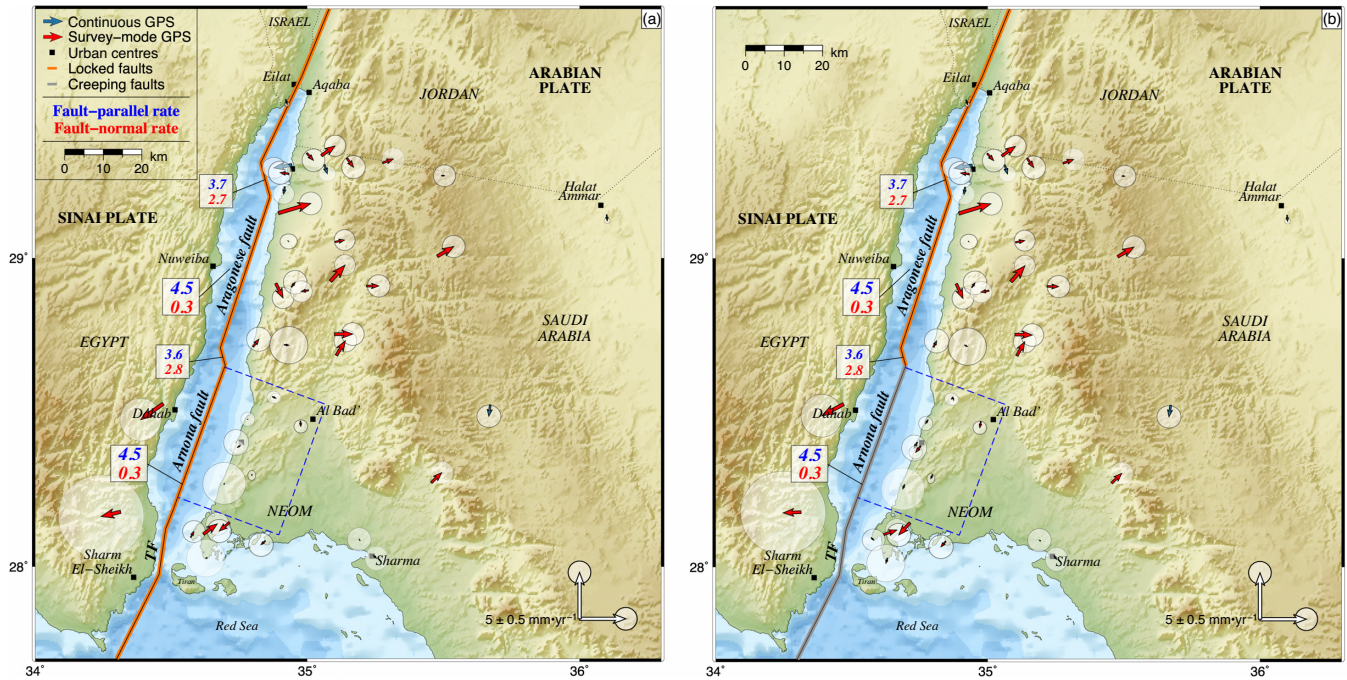 (a)
Continuous GPS
Survey-mode GPS
Urban centres
Locked faults
Creeping faults
Fault-parallel rate
Fault-normal rate
0 10 20
km
ISRAEL
Eilat
Aqaba
JORDAN
ARABIAN
PLATE
3.7
2.7
SINAI PLATE
Halat
Ammar
29°
Nuweiba
Aragonese fault
4.5
0.3
EGYPT
SAUDI
ARABIA
3.6
2.8
Dahab
Al Bad'
Arnona fault
4.5
0.3
NEOM
28°
TF
Sharm
El-Sheikh
Tiran
Sharma
5 ± 0.5 mm•yr⁻¹
Red Sea
34°
35°
36°
(b)
0 10 20
km
ISRAEL
Eilat
Aqaba
JORDAN
ARABIAN
PLATE
3.7
2.7
SINAI PLATE
Halat
Ammar
29°
Nuweiba
Aragonese fault
4.5
0.3
EGYPT
SAUDI
ARABIA
3.6
2.8
Dahab
Al Bad'
Arnona fault
4.5
0.3
NEOM
28°
TF
Sharm
El-Sheikh
Tiran
Sharma
5 ± 0.5 mm•yr⁻¹
Red Sea
34°
35°
36°